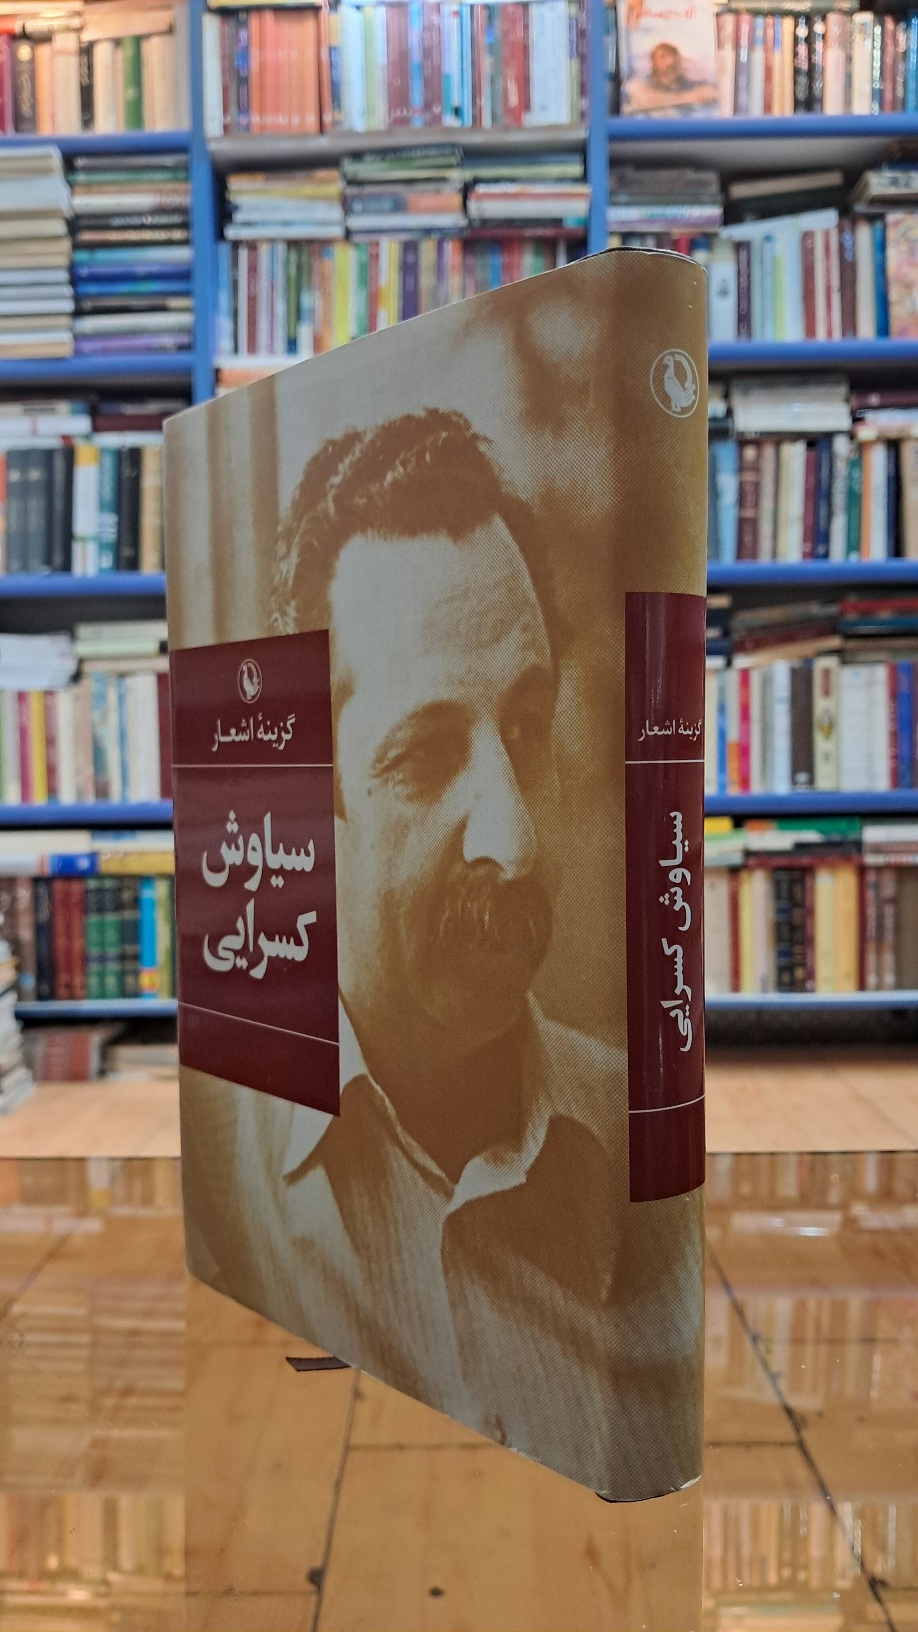 گزینهٔ اشعار
سیاوش
کسرایی
گزینهٔ اشعار
سیاوش کسرایی